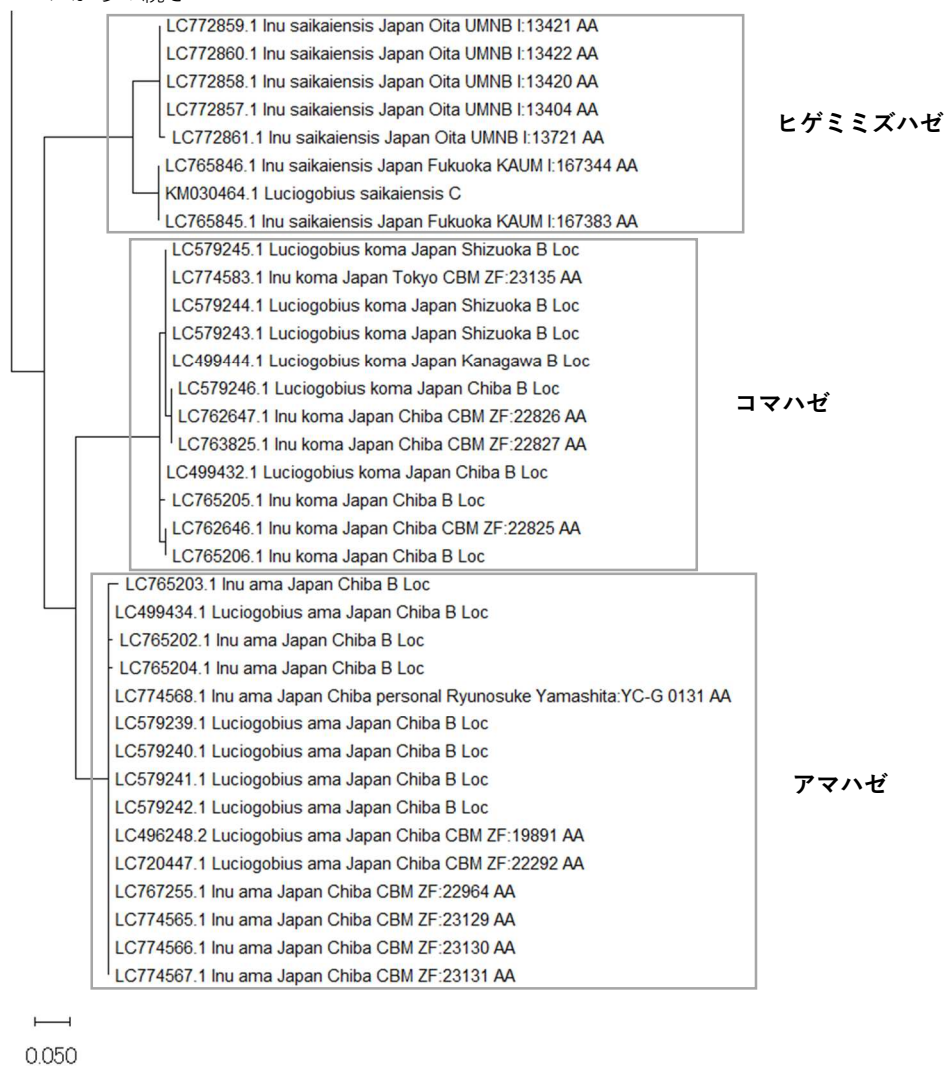 の続き
LC772859.1 Inu saikaiensis Japan Oita UMNB I:13421 AA
LC772860.1 Inu saikaiensis Japan Oita UMNB I:13422 AA
LC772858.1 Inu saikaiensis Japan Oita UMNB I:13420 AA
LC772857.1 Inu saikaiensis Japan Oita UMNB I:13404 AA
LC772861.1 Inu saikaiensis Japan Oita UMNB I:13721 AA
LC765846.1 Inu saikaiensis Japan Fukuoka KAUM I:167344 AA
KM030464.1 Luciogobius saikaiensis C
LC765845.1 Inu saikaiensis Japan Fukuoka KAUM I:167383 AA
ヒゲミミズハゼ
LC579245.1 Luciogobius koma Japan Shizuoka B Loc
LC774583.1 Inu koma Japan Tokyo CBM ZF:23135 AA
LC579244.1 Luciogobius koma Japan Shizuoka B Loc
LC579243.1 Luciogobius koma Japan Shizuoka B Loc
LC499444.1 Luciogobius koma Japan Kanagawa B Loc
LC579246.1 Luciogobius koma Japan Chiba B Loc
LC762647.1 Inu koma Japan Chiba CBM ZF:22826 AA
LC763825.1 Inu koma Japan Chiba CBM ZF:22827 AA
LC499432.1 Luciogobius koma Japan Chiba B Loc
LC765205.1 Inu koma Japan Chiba B Loc
LC762646.1 Inu koma Japan Chiba CBM ZF:22825 AA
LC765206.1 Inu koma Japan Chiba B Loc
コマハゼ
LC765203.1 Inu ama Japan Chiba B Loc
LC499434.1 Luciogobius ama Japan Chiba B Loc
LC765202.1 Inu ama Japan Chiba B Loc
LC765204.1 Inu ama Japan Chiba B Loc
LC774568.1 Inu ama Japan Chiba personal Ryunosuke Yamashita:YC-G 0131 AA
LC579239.1 Luciogobius ama Japan Chiba B Loc
LC579240.1 Luciogobius ama Japan Chiba B Loc
LC579241.1 Luciogobius ama Japan Chiba B Loc
LC579242.1 Luciogobius ama Japan Chiba B Loc
LC496248.2 Luciogobius ama Japan Chiba CBM ZF:19891 AA
LC720447.1 Luciogobius ama Japan Chiba CBM ZF:22292 AA
LC767255.1 Inu ama Japan Chiba CBM ZF:22964 AA
LC774565.1 Inu ama Japan Chiba CBM ZF:23129 AA
LC774566.1 Inu ama Japan Chiba CBM ZF:23130 AA
LC774567.1 Inu ama Japan Chiba CBM ZF:23131 AA
アマハゼ
0.050